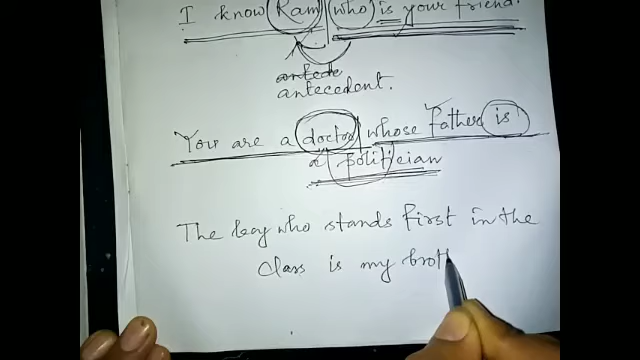 I know Ram who is your friend.
antede
antecedent.
You are a doctor whose Father is
a politician
The boy who stands first in the
class is my brot